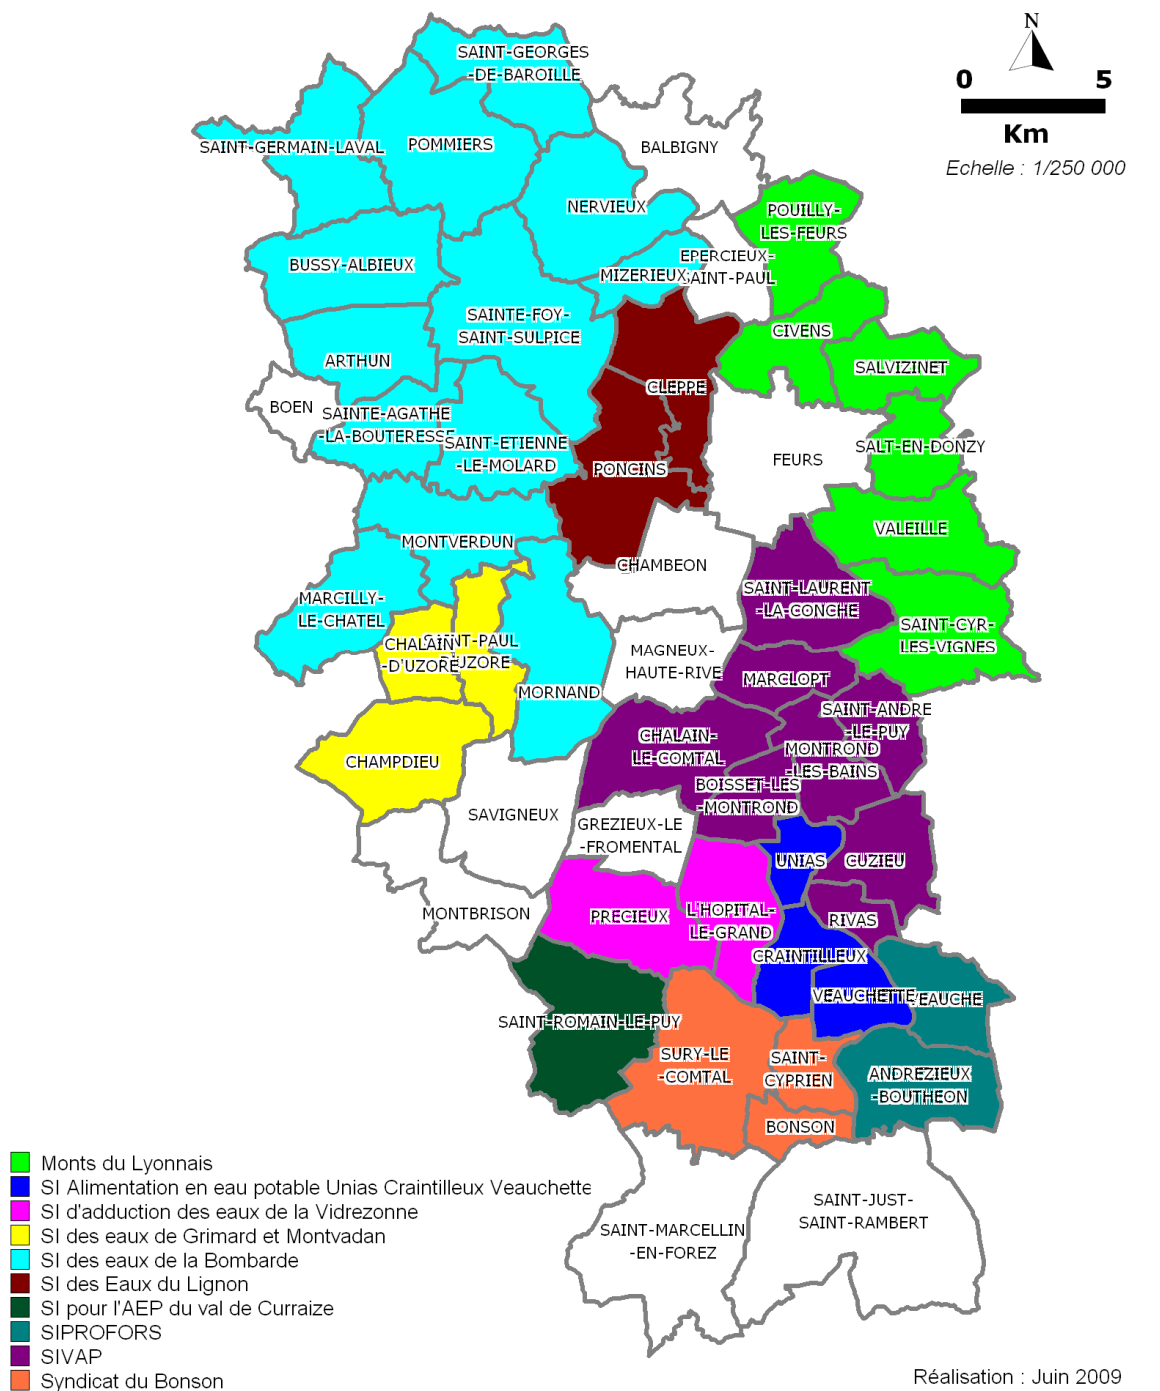 N
0 5
Km
Echelle : 1/250 000
SAINT-GEORGES
-DE-BAROILLE
SAINT-GERMAIN-LAVAL
POMMIERS
BALBIGNY
NERVIEUX
POUILLY-
LES-FEURS
BUSSY-ALBIEUX
MIZERIEUX
EPERCIEUX-
SAINT-PAUL
SAINTE-FOY-
SAINT-SULPICE
CIVENS
ARTHUN
SALVIZINET
CLEPPE
BOEN
SAINTE-AGATHE
-LA-BOUTERESSE
SAINT-ETIENNE
-LE-MOLARD
PONCINS
FEURS
SALT-EN-DONZY
VALEILLE
MONTVERDUN
CHAMBEON
MARCILLY-
LE-CHATEL
SAINT-LAURENT
-LA-CONCHE
SAINT-CYR-
LES-VIGNES
CHALAIN
-D'UZORE
SAINT-PAUL
D'UZORE
MAGNEUX-
HAUTE-RIVE
MORNAND
MARCLOPT
SAINT-ANDRE
-LE-PUY
CHALAIN-
LE-COMTAL
MONTROND
-LES-BAINS
CHAMPDIEU
BOISSET-LES
-MONTROND
SAVIGNEUX
GREZIEUX-LE
-FROMENTAL
UNIAS
CUZIEU
MONTBRISON
PRECIEUX
L'HOPITAL-
LE-GRAND
RIVAS
CRAINTILLEUX
VEAUCHETTE
VEAUCHE
SAINT-ROMAIN-LE-PUY
SURY-LE
-COMTAL
SAINT-
CYPRIEN
ANDREZIEUX
-BOUTHEON
BONSON
SAINT-MARCELLIN
-EN-FOREZ
SAINT-JUST-
SAINT-RAMBERT
Monts du Lyonnais
SI Alimentation en eau potable Unias Craintilleux Veauchette
SI d'adduction des eaux de la Vidrezonne
SI des eaux de Grimard et Montvadan
SI des eaux de la Bombarde
SI des Eaux du Lignon
SI pour l'AEP du val de Curraize
SIPROFORS
SIVAP
Syndicat du Bonson
Réalisation : Juin 2009